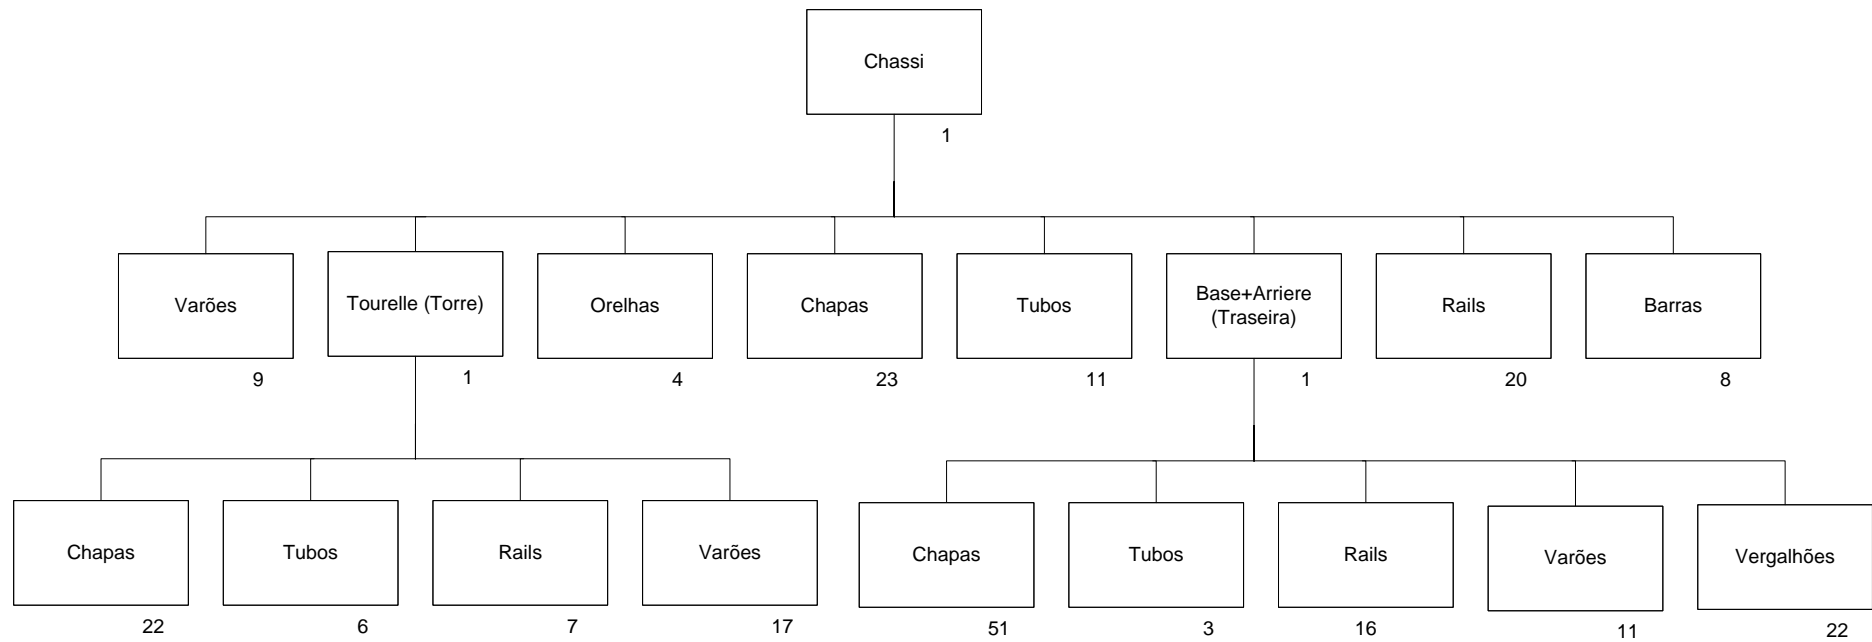 Chassi
1
Varões
Tourelle (Torre)
Orelhas
Chapas
Tubos
Base+Arriere
(Traseira)
Rails
Barras
9
1
4
23
11
1
20
8
Chapas
Tubos
Rails
Varões
Chapas
Tubos
Rails
Varões
Vergalhões
22
6
7
17
51
3
16
11
22